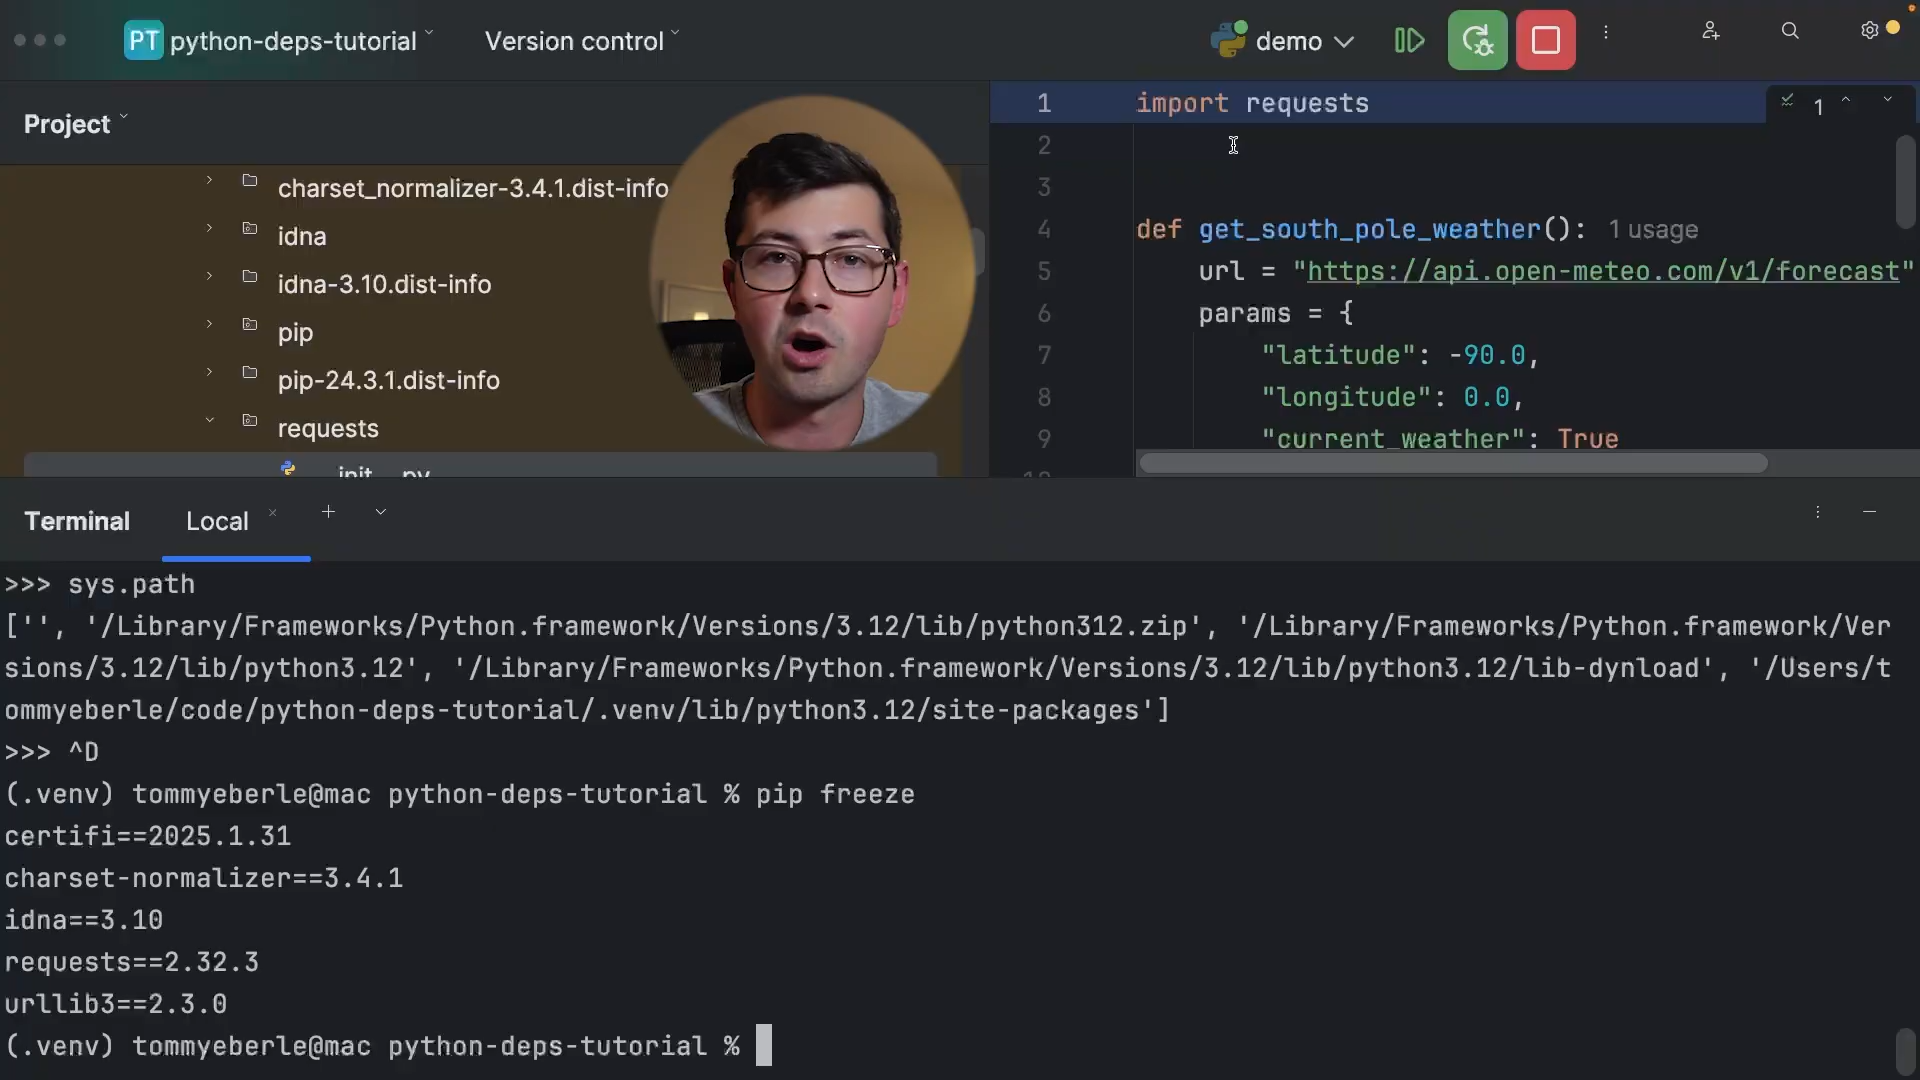 PT python-deps-tutorial Version control demo
Project
charset_normalizer-3.4.1.dist-info
idna
idna-3.10.dist-info
pip
pip-24.3.1.dist-info
requests
__init__.py
1 import requests
1
2
3
4 def get_south_pole_weather(): 1 usage
5 url = "https://api.open-meteo.com/v1/forecast"
6 params = {
7 "latitude": -90.0,
8 "longitude": 0.0,
9 "current_weather": True
10
Terminal Local × +
>>> sys.path
['', '/Library/Frameworks/Python.framework/Versions/3.12/lib/python312.zip', '/Library/Frameworks/Python.framework/Ver
sions/3.12/lib/python3.12', '/Library/Frameworks/Python.framework/Versions/3.12/lib/python3.12/lib-dynload', '/Users/t
ommyeberle/code/python-deps-tutorial/.venv/lib/python3.12/site-packages']
>>> ^D
(.venv) tommyeberle@mac python-deps-tutorial % pip freeze
certifi==2025.1.31
charset-normalizer==3.4.1
idna==3.10
requests==2.32.3
urllib3==2.3.0
(.venv) tommyeberle@mac python-deps-tutorial %